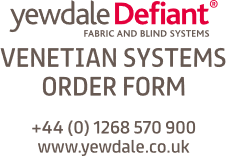 yewdale Defiant®
FABRIC AND BLIND SYSTEMS
VENETIAN SYSTEMS
ORDER FORM
+44 (0) 1268 570 900
www.yewdale.co.uk